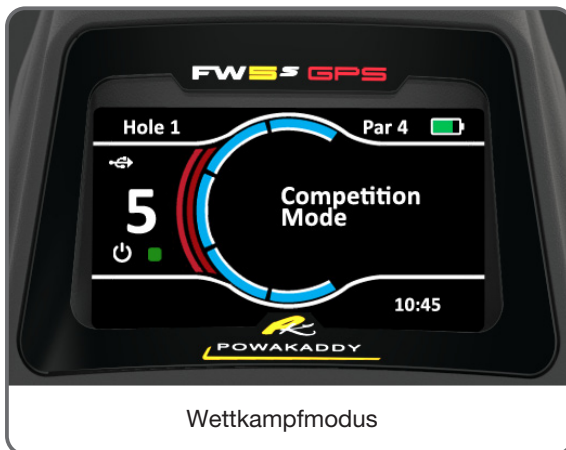 FW5s GPS
Hole 1
Par 4
5
Competition
Mode
10:45
POWAKADDY
Wettkampfmodus